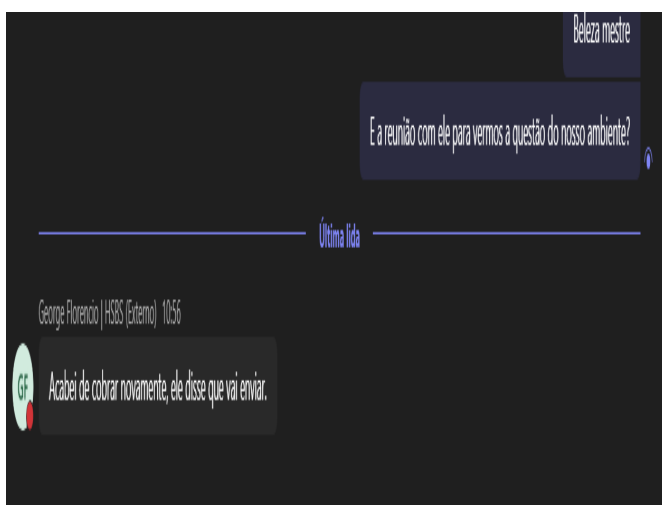 Beleza mestre
E a reunião com ele para vermos a questão do nosso ambiente?
Última lida
George Florencio | HSBS (Externo) 10:56
GF
Acabei de cobrar novamente, ele disse que vai enviar.